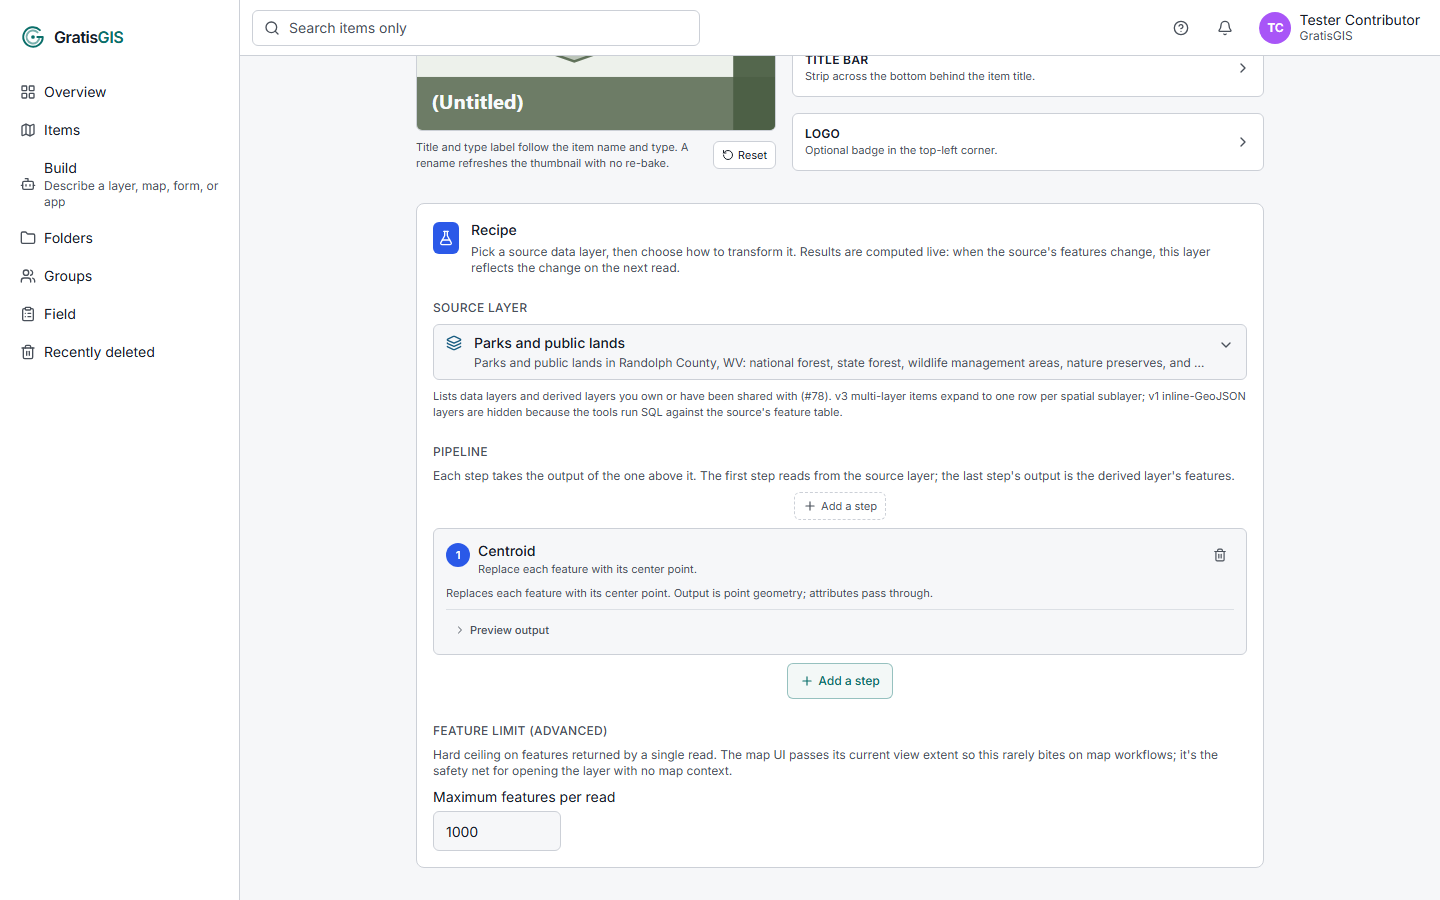 GratisGIS
Search items only
TC
Tester Contributor
GratisGIS
Overview
Items
Build
Describe a layer, map, form, or
app
Folders
Groups
Field
Recently deleted
(Untitled)
Title and type label follow the item name and type. A
rename refreshes the thumbnail with no re-bake.
Reset
TITLE BAR
Strip across the bottom behind the item title.
LOGO
Optional badge in the top-left corner.
Recipe
Pick a source data layer, then choose how to transform it. Results are computed live: when the source's features change, this layer
reflects the change on the next read.
SOURCE LAYER
Parks and public lands
Parks and public lands in Randolph County, WV: national forest, state forest, wildlife management areas, nature preserves, and ...
Lists data layers and derived layers you own or have been shared with (#78). v3 multi-layer items expand to one row per spatial sublayer; v1 inline-GeoJSON
layers are hidden because the tools run SQL against the source's feature table.
PIPELINE
Each step takes the output of the one above it. The first step reads from the source layer; the last step's output is the derived layer's features.
Add a step
1
Centroid
Replace each feature with its center point.
Replaces each feature with its center point. Output is point geometry; attributes pass through.
Preview output
Add a step
FEATURE LIMIT (ADVANCED)
Hard ceiling on features returned by a single read. The map UI passes its current view extent so this rarely bites on map workflows; it's the
safety net for opening the layer with no map context.
Maximum features per read
1000